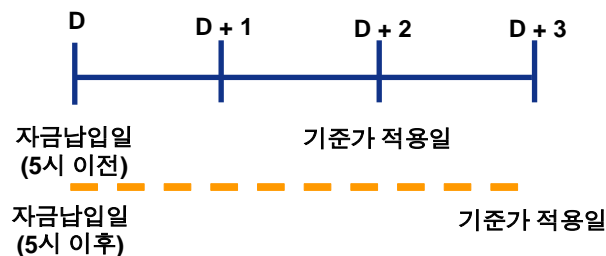 D D + 1 D + 2 D + 3
자금납입일 기준가 적용일
(5시 이전)
자금납입일 기준가 적용일
(5시 이후)